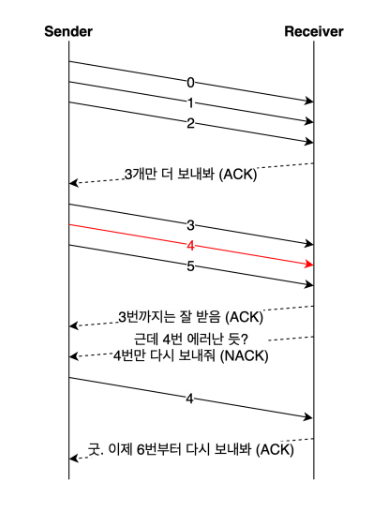 Sender
Receiver
0
1
2
3개만 더 보내봐 (ACK)
3
4
5
3번까지는 잘 받음 (ACK)
근데 4번 에러난 듯?
4번만 다시 보내줘 (NACK)
4
굿. 이제 6번부터 다시 보내봐 (ACK)